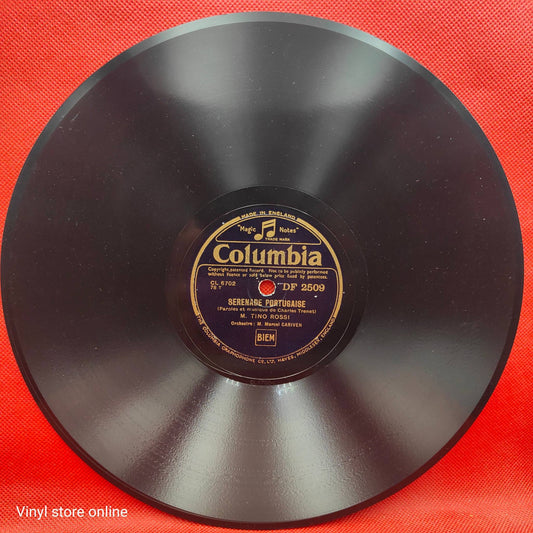 MADE IN ENGLAND
"Magic Notes"
TRADE MARK
Columbia
Copyright, patented Record. Not to be publicly performed
without licence or sold below price fixed by patentees.
CL 6702 DF 2509
78 T
SERENADE PORTUGAISE
(Paroles et musique de Charles Trenet)
M. TINO ROSSI
Orchestre: M. Marcel CARIVEN
BIEM
THE COLUMBIA GRAPHOPHONE CO. LTD. HAYES, MIDDLESEX, ENGLAND.
Vinyl store online